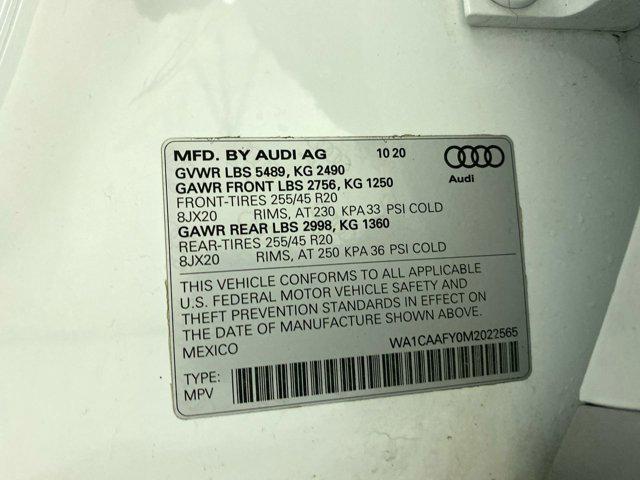 MFD. BY AUDI AG 10 20
GVWR LBS 5489, KG 2490
GAWR FRONT LBS 2756, KG 1250
FRONT-TIRES 255/45 R20
8JX20 RIMS, AT 230 KPA 33 PSI COLD
GAWR REAR LBS 2998, KG 1360
REAR-TIRES 255/45 R20
8JX20 RIMS, AT 250 KPA 36 PSI COLD
Audi
THIS VEHICLE CONFORMS TO ALL APPLICABLE
U.S. FEDERAL MOTOR VEHICLE SAFETY AND
THEFT PREVENTION STANDARDS IN EFFECT ON
THE DATE OF MANUFACTURE SHOWN ABOVE.
MEXICO WA1CAAFY0M2022565
TYPE:
MPV